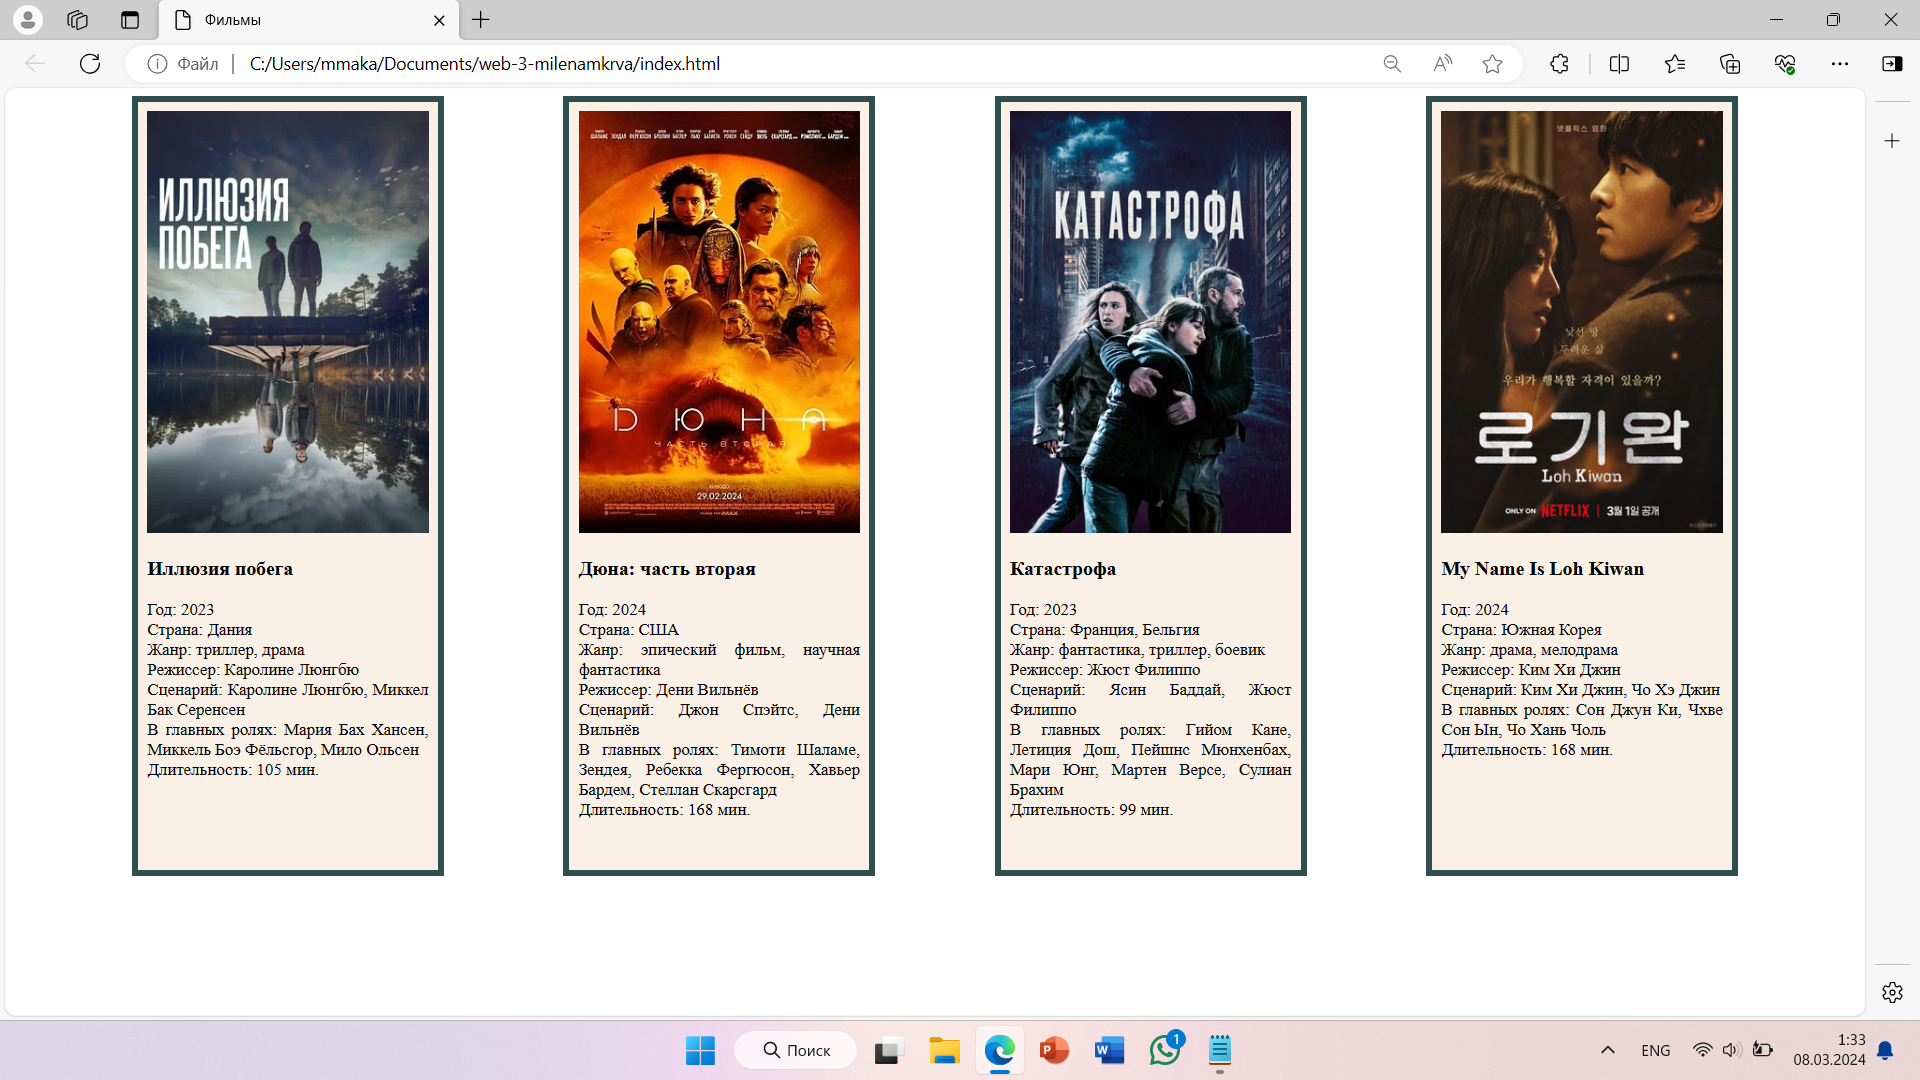 Фильмы
Файл
C:/Users/mmaka/Documents/web-3-milenamkrva/index.html
ИЛЛЮЗИЯ
ПОБЕГА
Иллюзия побега
Год: 2023
Страна: Дания
Жанр: триллер, драма
Режиссер: Каролине Люнгбю
Сценарий: Каролине Люнгбю, Миккел
Бак Серенсен
В главных ролях: Мария Бах Хансен,
Миккель Боэ Фёльсгор, Мило Ольсен
Длительность: 105 мин.
ДЮНА
ЧАСТЬ ВТОРАЯ
29.02.2024
Дюна: часть вторая
Год: 2024
Страна: США
Жанр: эпический фильм, научная
фантастика
Режиссер: Дени Вильнёв
Сценарий: Джон Спэйтс, Дени
Вильнёв
В главных ролях: Тимоти Шаламе,
Зендея, Ребекка Фергюсон, Хавьер
Бардем, Стеллан Скарсгард
Длительность: 168 мин.
КАТАСТРОФА
Катастрофа
Год: 2023
Страна: Франция, Бельгия
Жанр: фантастика, триллер, боевик
Режиссер: Жюст Филиппо
Сценарий: Ясин Баддай, Жюст
Филиппо
В главных ролях: Гийом Кане,
Летиция Дош, Пейшнс Мюнхенбах,
Мари Юнг, Мартен Версе, Сулиан
Брахим
Длительность: 99 мин.
넷플릭스 영화
낯선 땅
두려운 삶
우리가 행복할 자격이 있을까?
로기완
Loh Kiwan
ONLY ON NETFLIX | 3월 1일 공개
My Name Is Loh Kiwan
Год: 2024
Страна: Южная Корея
Жанр: драма, мелодрама
Режиссер: Ким Хи Джин
Сценарий: Ким Хи Джин, Чо Хэ Джин
В главных ролях: Сон Джун Ки, Чхве
Сон Ын, Чо Хань Чоль
Длительность: 168 мин.
Поиск
1
ENG
1:33
08.03.2024